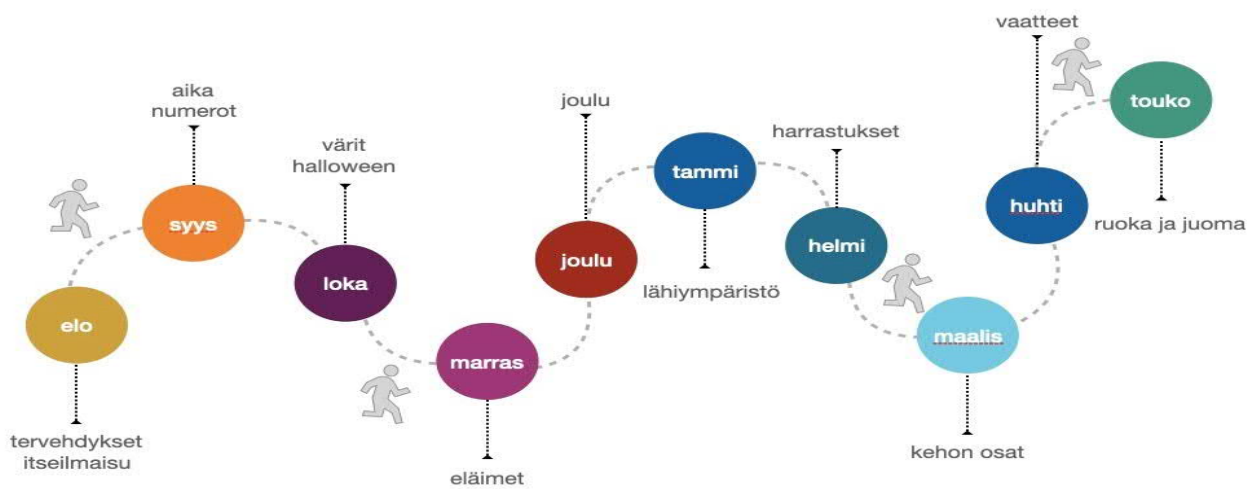 elo
tervehdykset
itseilmaisu
aika
numerot
syys
värit
halloween
loka
marras
eläimet
joulu
joulu
tammi
lähiympäristö
harrastukset
helmi
maalis
kehon osat
vaatteet
huhti
touko
ruoka ja juoma